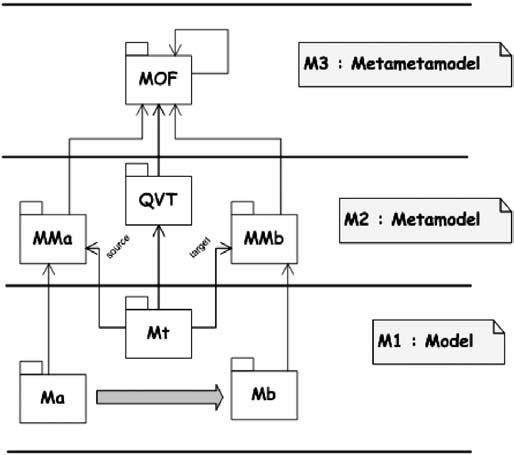 MOF
M3 : Metametamodel
QVT
MMa
MMb
M2 : Metamodel
source
target
Mt
M1 : Model
Ma
Mb